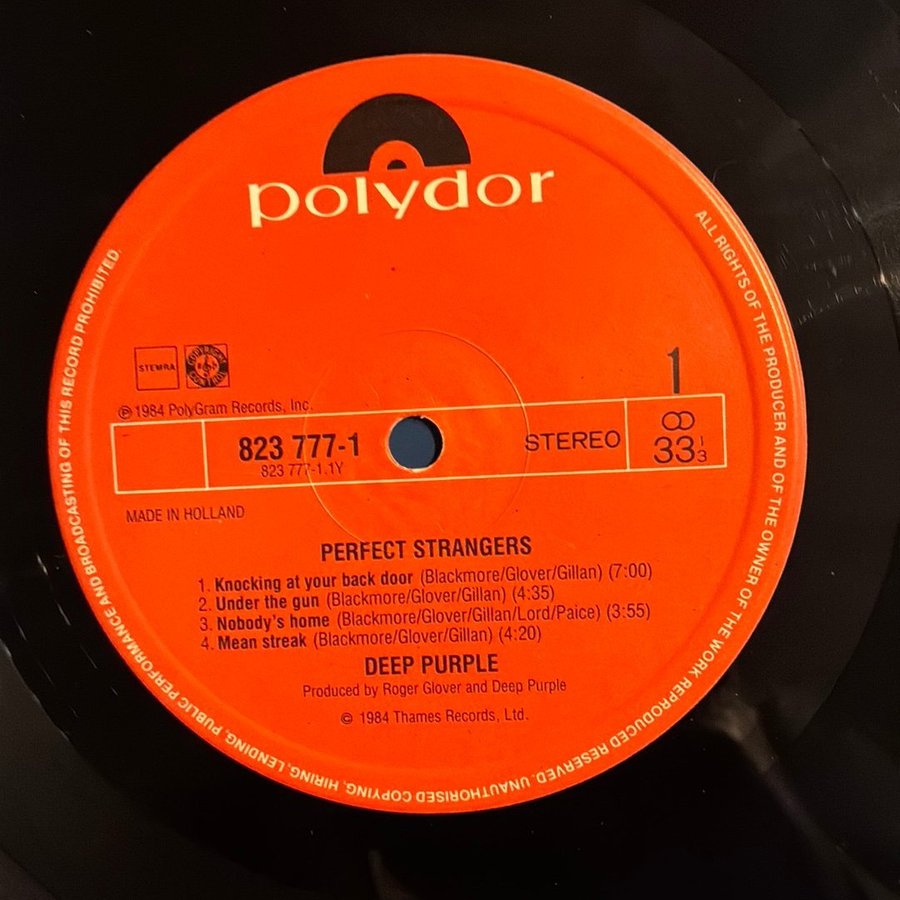 polydor
STEMRA
COPYRIGHT CONTROL
1
℗ 1984 PolyGram Records, Inc.
823 777-1
823 777-1.1Y
STEREO
33 1/3
MADE IN HOLLAND
PERFECT STRANGERS
1. Knocking at your back door (Blackmore/Glover/Gillan) (7:00)
2. Under the gun (Blackmore/Glover/Gillan) (4:35)
3. Nobody's home (Blackmore/Glover/Gillan/Lord/Paice) (3:55)
4. Mean streak (Blackmore/Glover/Gillan) (4:20)
DEEP PURPLE
Produced by Roger Glover and Deep Purple
© 1984 Thames Records, Ltd.
ALL RIGHTS OF THE PRODUCER AND OF THE OWNER OF THE WORK REPRODUCED RESERVED. UNAUTHORISED COPYING, HIRING, LENDING, PUBLIC PERFORMANCE AND BROADCASTING OF THIS RECORD PROHIBITED.